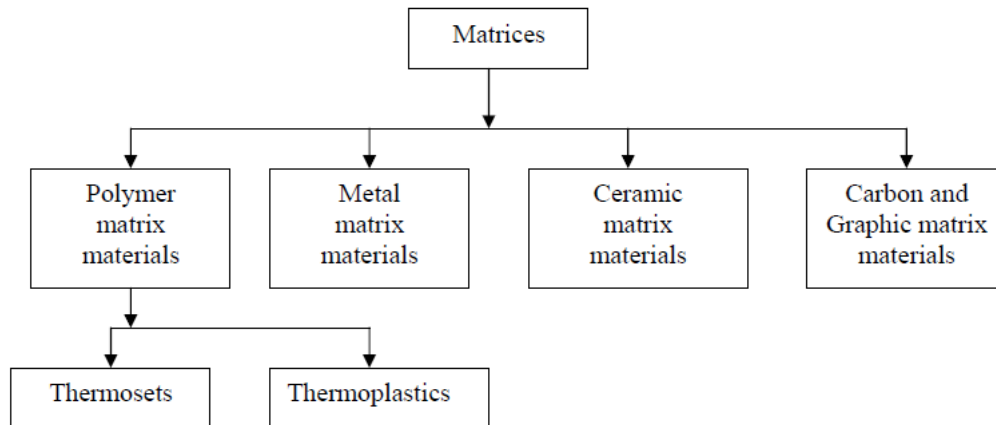 Matrices
Polymer
matrix
materials
Metal
matrix
materials
Ceramic
matrix
materials
Carbon and
Graphic matrix
materials
Thermosets
Thermoplastics